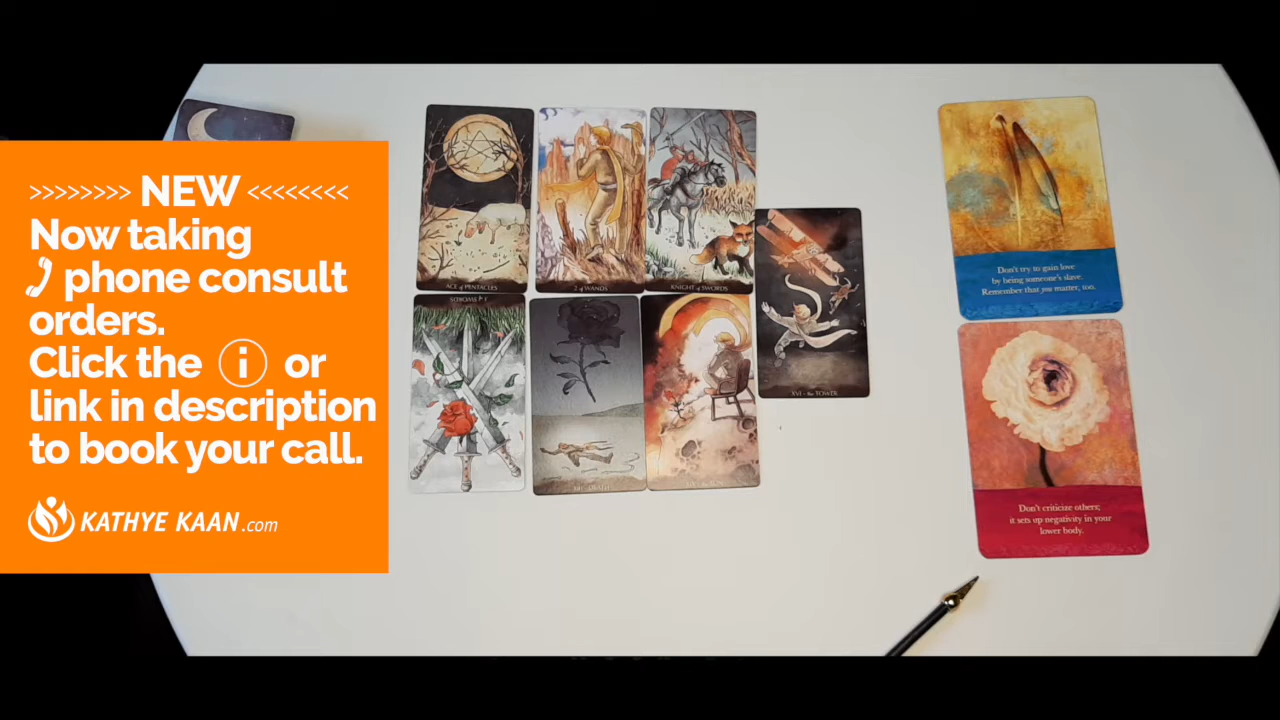 >>>>>>>> NEW <<<<<<<<
Now taking
phone consult
orders.
Click the i or
link in description
to book your call.
KATHYE KAAN.com
ACE of PENTACLES
2 of WANDS
KNIGHT of SWORDS
XVI - the TOWER
Don't try to gain love
by being someone's slave.
Remember that you matter, too.
Don't criticize others;
it sets up negativity in your
lower body.